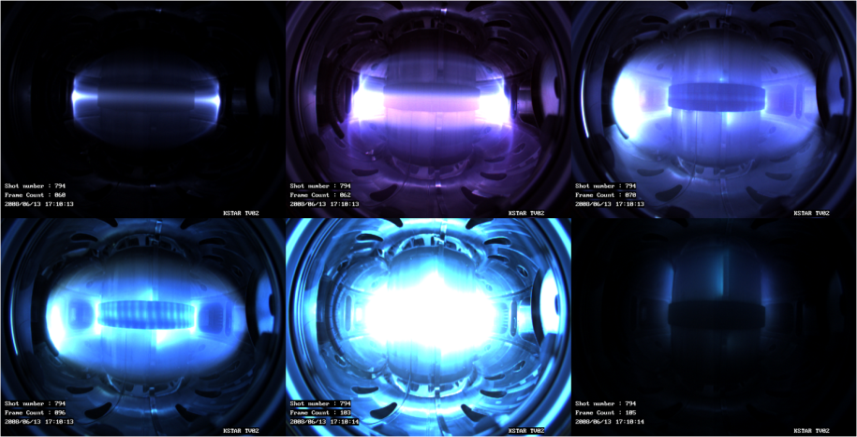 Shot number : 794
Frame Count : 060
2008/06/13 17:10:13
KSTAR TV02
Shot number : 794
Frame Count : 062
2008/06/13 17:10:13
KSTAR TV02
Shot number : 794
Frame Count : 070
2008/06/13 17:10:13
KSTAR TV02
Shot number : 794
Frame Count : 096
2008/06/13 17:10:13
KSTAR TV02
Shot number : 794
Frame Count : 103
2008/06/13 17:10:14
KSTAR TV02
Shot number : 794
Frame Count : 105
2008/06/13 17:10:14
KSTAR TV02